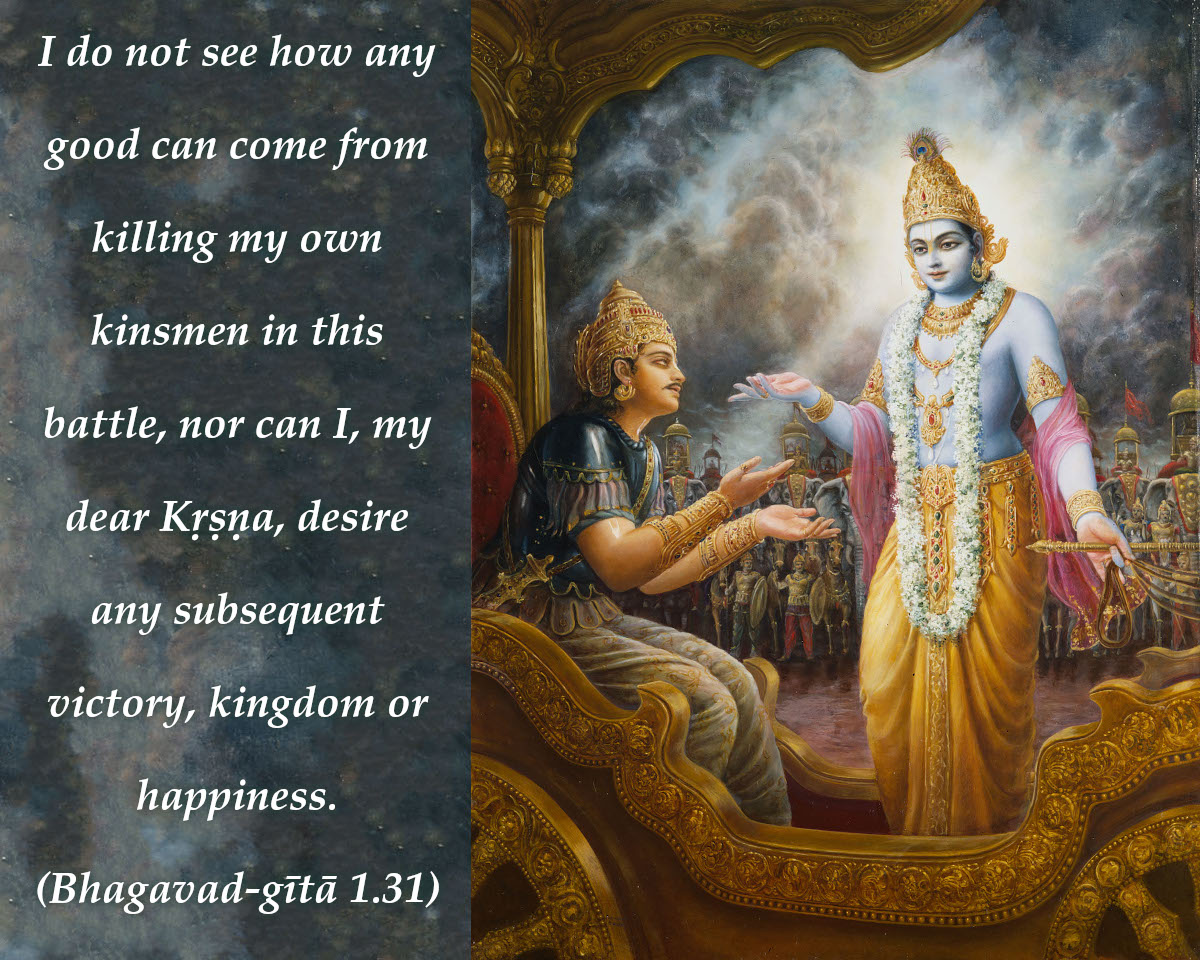 I do not see how any
good can come from
killing my own
kinsmen in this
battle, nor can I, my
dear Kṛṣṇa, desire
any subsequent
victory, kingdom or
happiness.
(Bhagavad-gītā 1.31)